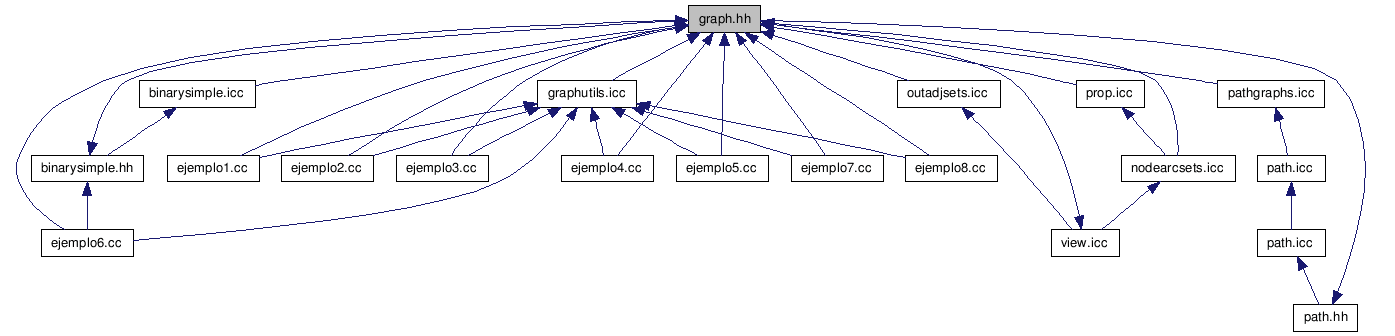 graph.hh
binarysimple.icc
graphutils.icc
outadjsets.icc
prop.icc
pathgraphs.icc
binarysimple.hh
ejemplo1.cc
ejemplo2.cc
ejemplo3.cc
ejemplo4.cc
ejemplo5.cc
ejemplo7.cc
ejemplo8.cc
nodearcsets.icc
path.icc
ejemplo6.cc
view.icc
path.icc
path.hh